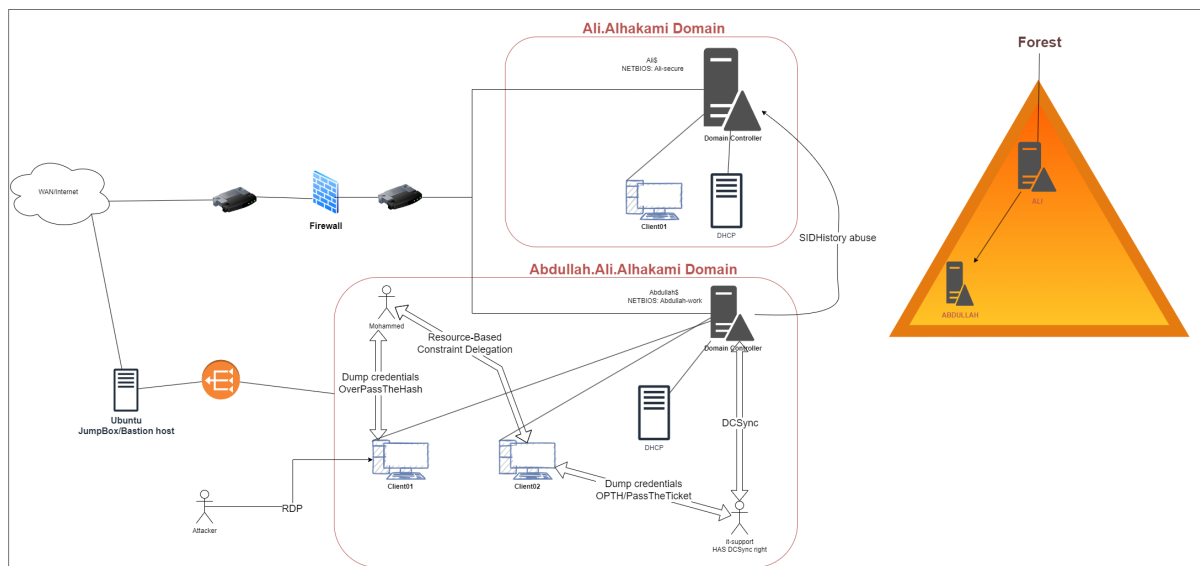 Ali.Alhakami Domain
Ali$
NETBIOS: Ali-secure
Domain Controller
Client01
DHCP
WAN/Internet
Firewall
SIDHistory abuse
Forest
ALI
ABDULLAH
Abdullah.Ali.Alhakami Domain
Abdullah$
NETBIOS: Abdullah-work
Domain Controller
Mohammed
Resource-Based
Constraint Delegation
Dump credentials
OverPassTheHash
Ubuntu
JumpBox/Bastion host
DHCP
DCSync
Client01
Client02
Dump credentials
OPTH/PassTheTicket
RDP
Attacker
it-support
HAS DCSync right